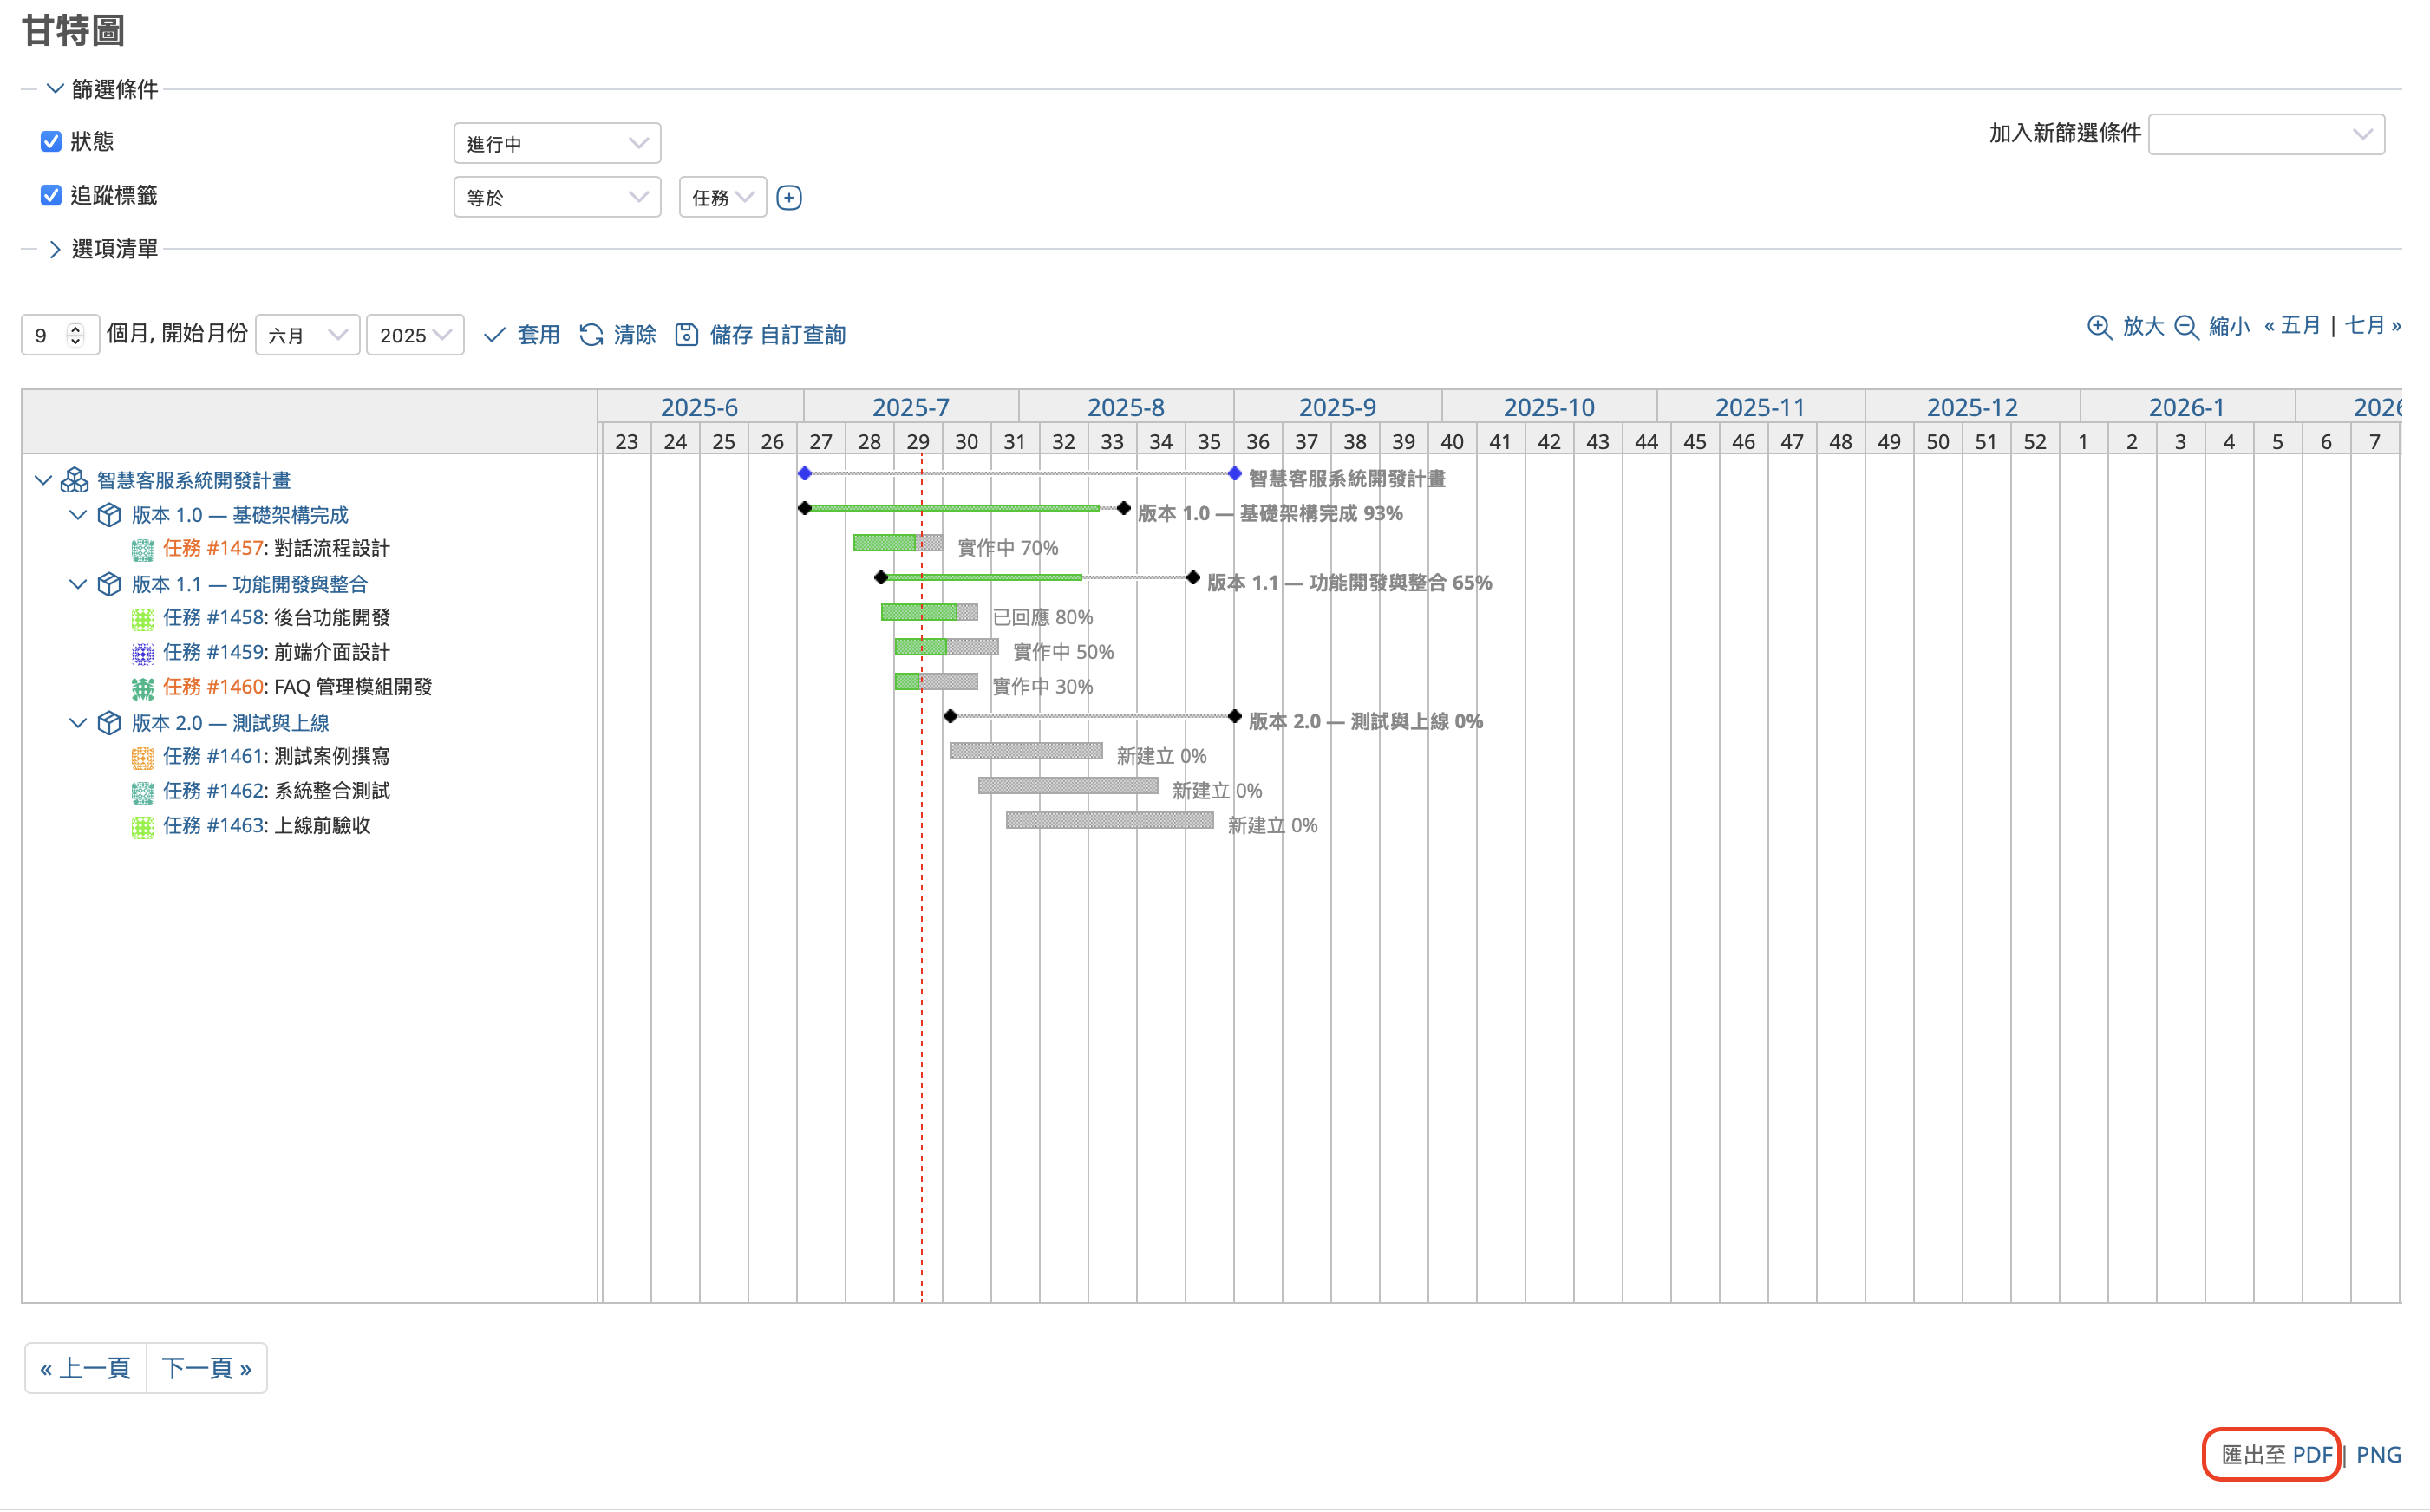 甘特圖
篩選條件
狀態 進行中 加入新篩選條件
追蹤標籤 等於 任務
選項清單
9 個月, 開始月份 六月 2025 套用 清除 儲存 自訂查詢 放大 縮小 « 五月 | 七月 »
2025-6 2025-7 2025-8 2025-9 2025-10 2025-11 2025-12 2026-1 2026
23 24 25 26 27 28 29 30 31 32 33 34 35 36 37 38 39 40 41 42 43 44 45 46 47 48 49 50 51 52 1 2 3 4 5 6 7
智慧客服系統開發計畫 智慧客服系統開發計畫
版本 1.0 — 基礎架構完成 版本 1.0 — 基礎架構完成 93%
任務 #1457: 對話流程設計 實作中 70%
版本 1.1 — 功能開發與整合 版本 1.1 — 功能開發與整合 65%
任務 #1458: 後台功能開發 已回應 80%
任務 #1459: 前端介面設計 實作中 50%
任務 #1460: FAQ 管理模組開發 實作中 30%
版本 2.0 — 測試與上線 版本 2.0 — 測試與上線 0%
任務 #1461: 測試案例撰寫 新建立 0%
任務 #1462: 系統整合測試 新建立 0%
任務 #1463: 上線前驗收 新建立 0%
« 上一頁 下一頁 »
匯出至 PDF | PNG